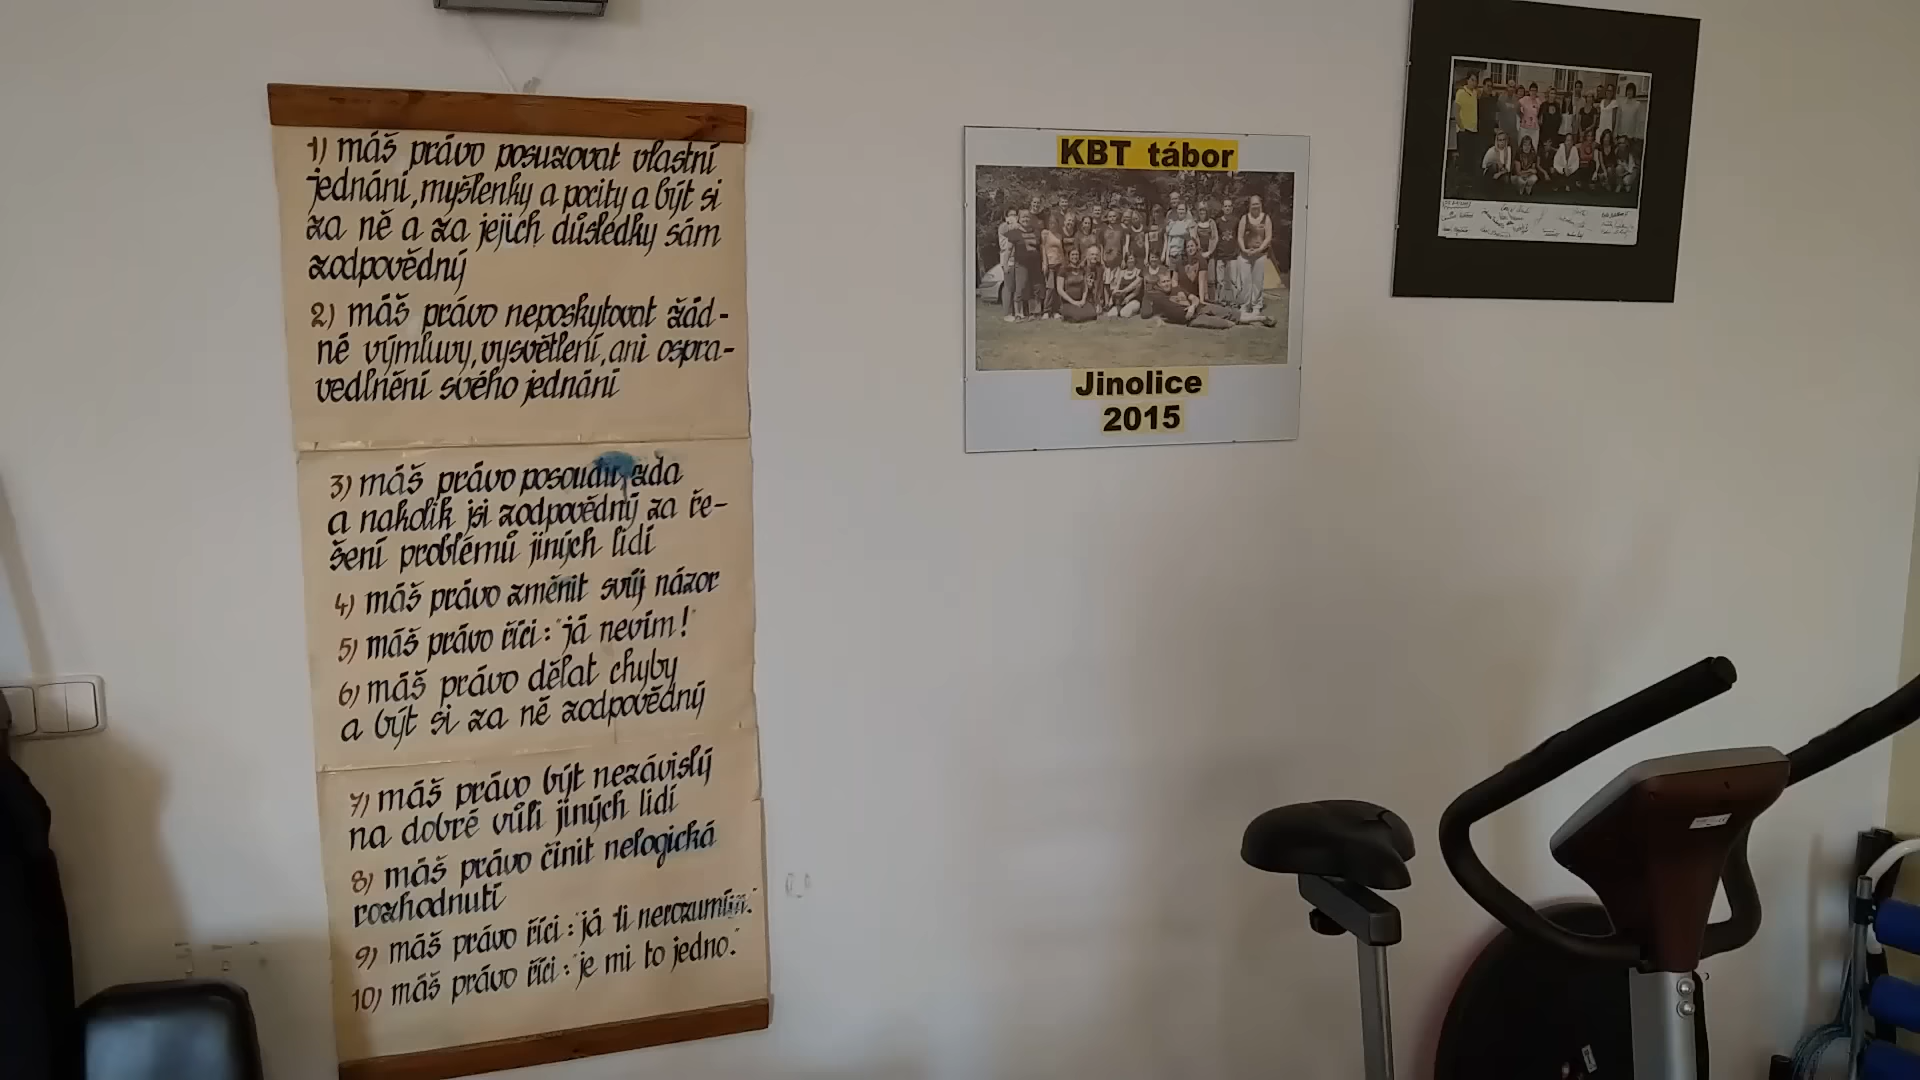 1) máš právo posuzovat vlastní
jednání, myšlenky a pocity a být si
za ně a za jejich důsledky sám
zodpovědný
2) máš právo neposkytovat žád-
né výmluvy, vysvětlení, ani ospra-
vedlnění svého jednání
3) máš právo posoudit, zda
a nakolik jsi zodpovědný za ře-
šení problémů jiných lidí
4) máš právo změnit svůj názor
5) máš právo říci: "já nevím!"
6) máš právo dělat chyby
a být si za ně zodpovědný
7) máš právo být nezávislý
na dobré vůli jiných lidí
8) máš právo činit nelogická
rozhodnutí
9) máš právo říci: "já ti nerozumím."
10) máš právo říci: "je mi to jedno."
KBT tábor
Jinolice
2015